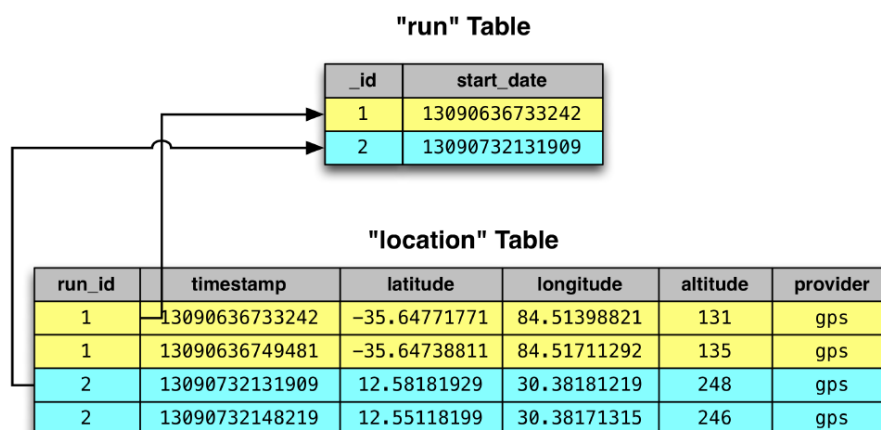 "run" Table
_id start_date
1 13090636733242
2 13090732131909
"location" Table
run_id timestamp latitude longitude altitude provider
1 13090636733242 -35.64771771 84.51398821 131 gps
1 13090636749481 -35.64738811 84.51711292 135 gps
2 13090732131909 12.58181929 30.38181219 248 gps
2 13090732148219 12.55118199 30.38171315 246 gps